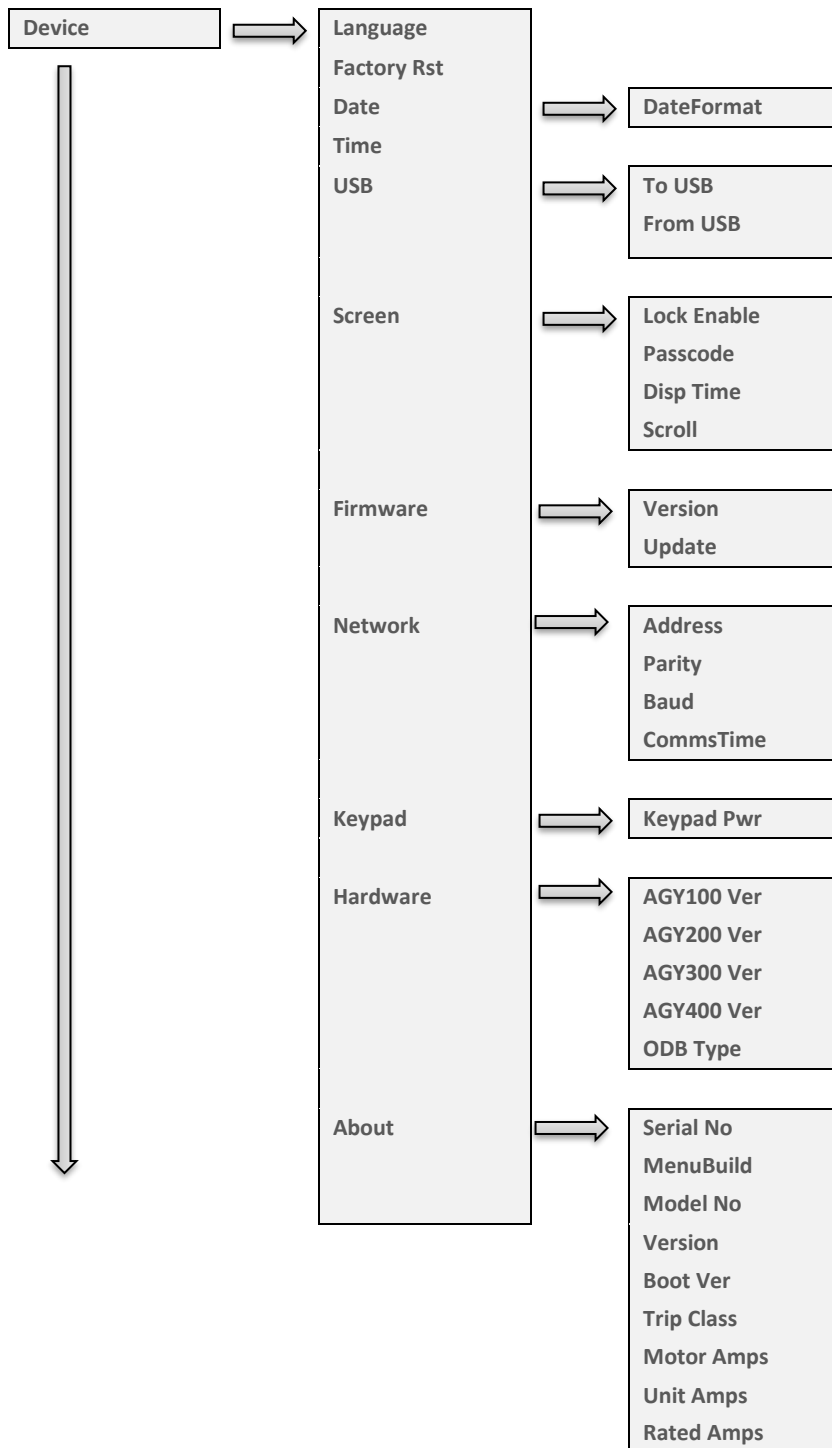 Device
Language
Factory Rst
Date
DateFormat
Time
USB
To USB
From USB
Screen
Lock Enable
Passcode
Disp Time
Scroll
Firmware
Version
Update
Network
Address
Parity
Baud
CommsTime
Keypad
Keypad Pwr
Hardware
AGY100 Ver
AGY200 Ver
AGY300 Ver
AGY400 Ver
ODB Type
About
Serial No
MenuBuild
Model No
Version
Boot Ver
Trip Class
Motor Amps
Unit Amps
Rated Amps